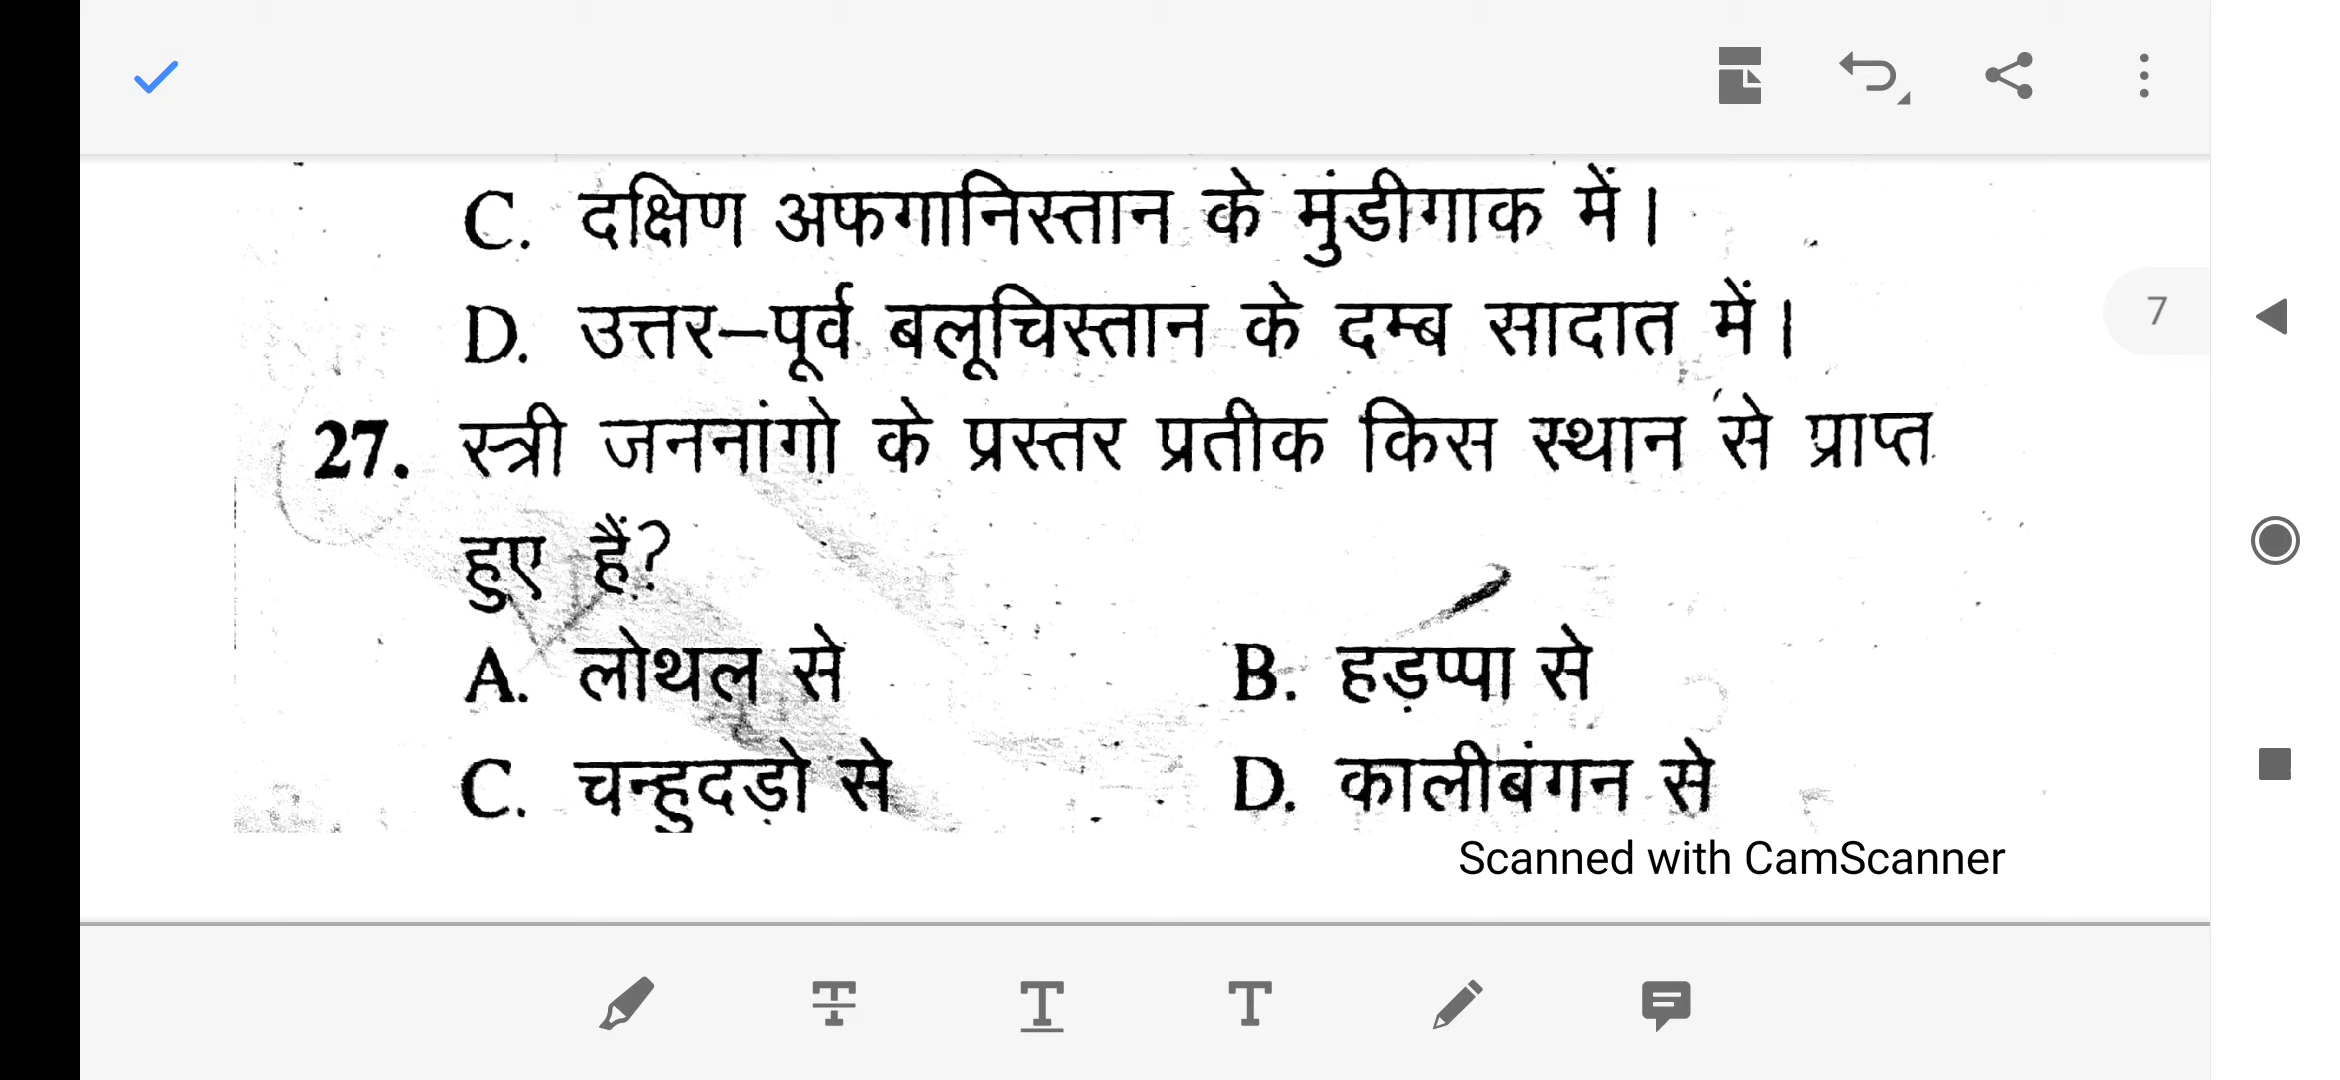 C. दक्षिण अफगानिस्तान के मुंडीगाक में।
7
D. उत्तर–पूर्व बलूचिस्तान के दम्ब सादात में।
27. स्त्री जननांगो के प्रस्तर प्रतीक किस स्थान से प्राप्त
हुए हैं?
A. लोथल से B. हड़प्पा से
C. चन्हुदड़ो से D. कालीबंगन से
Scanned with CamScanner